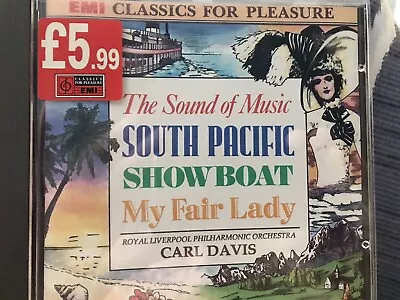 EMI CLASSICS FOR PLEASURE
£5.99
CLASSICS
FOR PLEASURE
EMI
The Sound of Music
SOUTH PACIFIC
SHOWBOAT
My Fair Lady
ROYAL LIVERPOOL PHILHARMONIC ORCHESTRA
CARL DAVIS